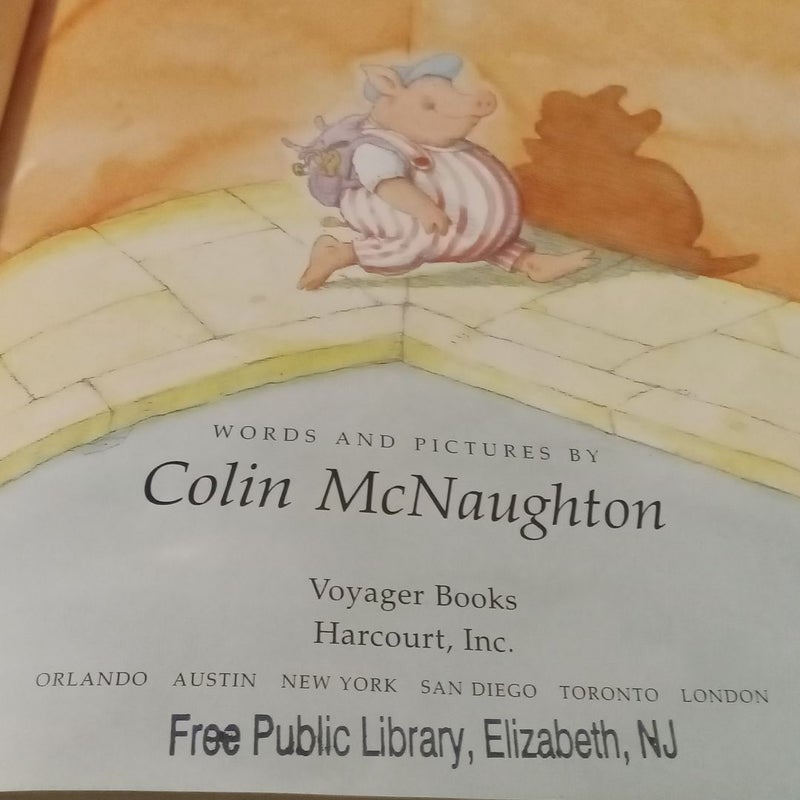 WORDS AND PICTURES BY
Colin McNaughton
Voyager Books
Harcourt, Inc.
ORLANDO AUSTIN NEW YORK SAN DIEGO TORONTO LONDON
Free Public Library, Elizabeth, NJ